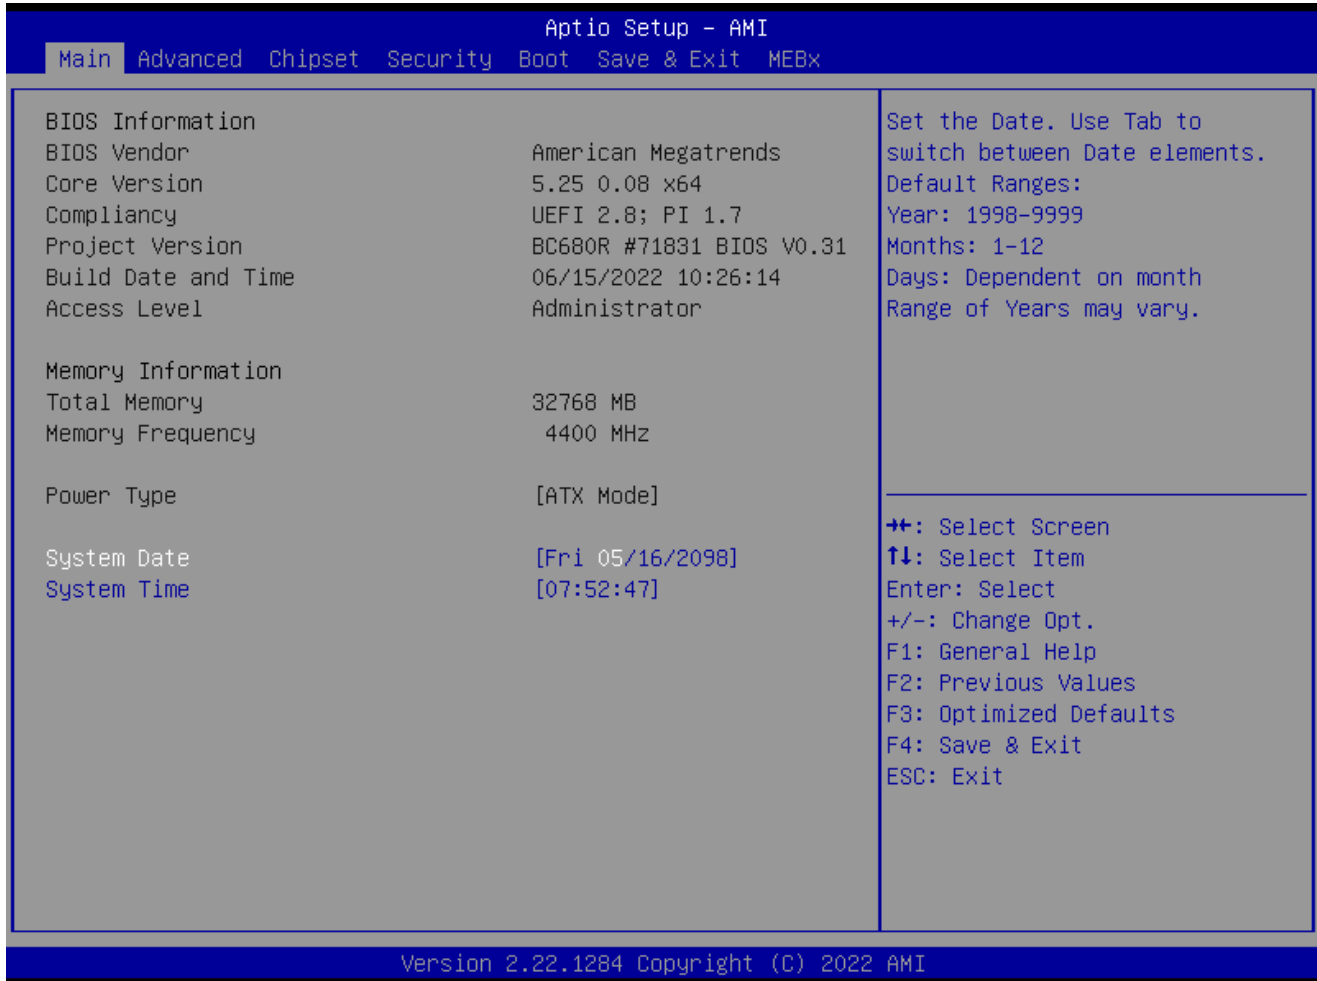 Aptio Setup – AMI
Main Advanced Chipset Security Boot Save & Exit MEBx
BIOS Information
BIOS Vendor American Megatrends
Core Version 5.25 0.08 x64
Compliancy UEFI 2.8; PI 1.7
Project Version BC680R #71831 BIOS V0.31
Build Date and Time 06/15/2022 10:26:14
Access Level Administrator
Memory Information
Total Memory 32768 MB
Memory Frequency 4400 MHz
Power Type [ATX Mode]
System Date [Fri 05/16/2098]
System Time [07:52:47]
Set the Date. Use Tab to
switch between Date elements.
Default Ranges:
Year: 1998–9999
Months: 1–12
Days: Dependent on month
Range of Years may vary.
→←: Select Screen
↑↓: Select Item
Enter: Select
+/–: Change Opt.
F1: General Help
F2: Previous Values
F3: Optimized Defaults
F4: Save & Exit
ESC: Exit
Version 2.22.1284 Copyright (C) 2022 AMI